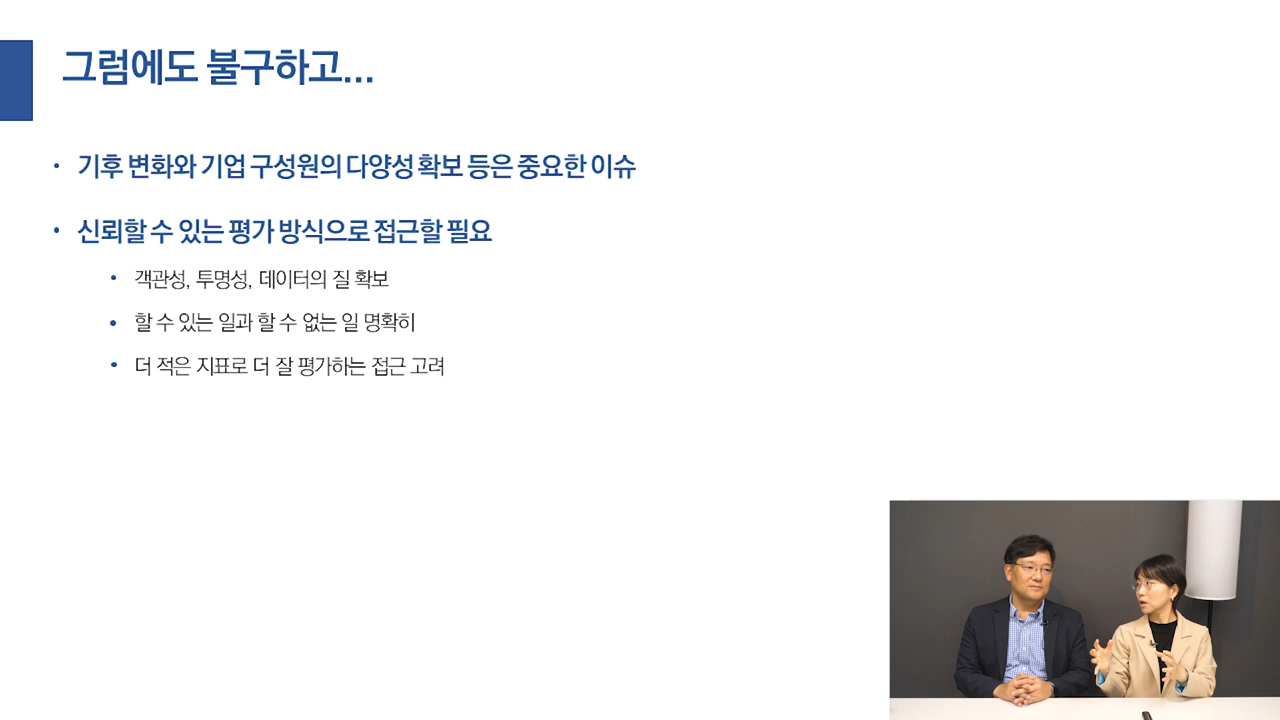 그럼에도 불구하고...
• 기후 변화와 기업 구성원의 다양성 확보 등은 중요한 이슈
• 신뢰할 수 있는 평가 방식으로 접근할 필요
• 객관성, 투명성, 데이터의 질 확보
• 할 수 있는 일과 할 수 없는 일 명확히
• 더 적은 지표로 더 잘 평가하는 접근 고려